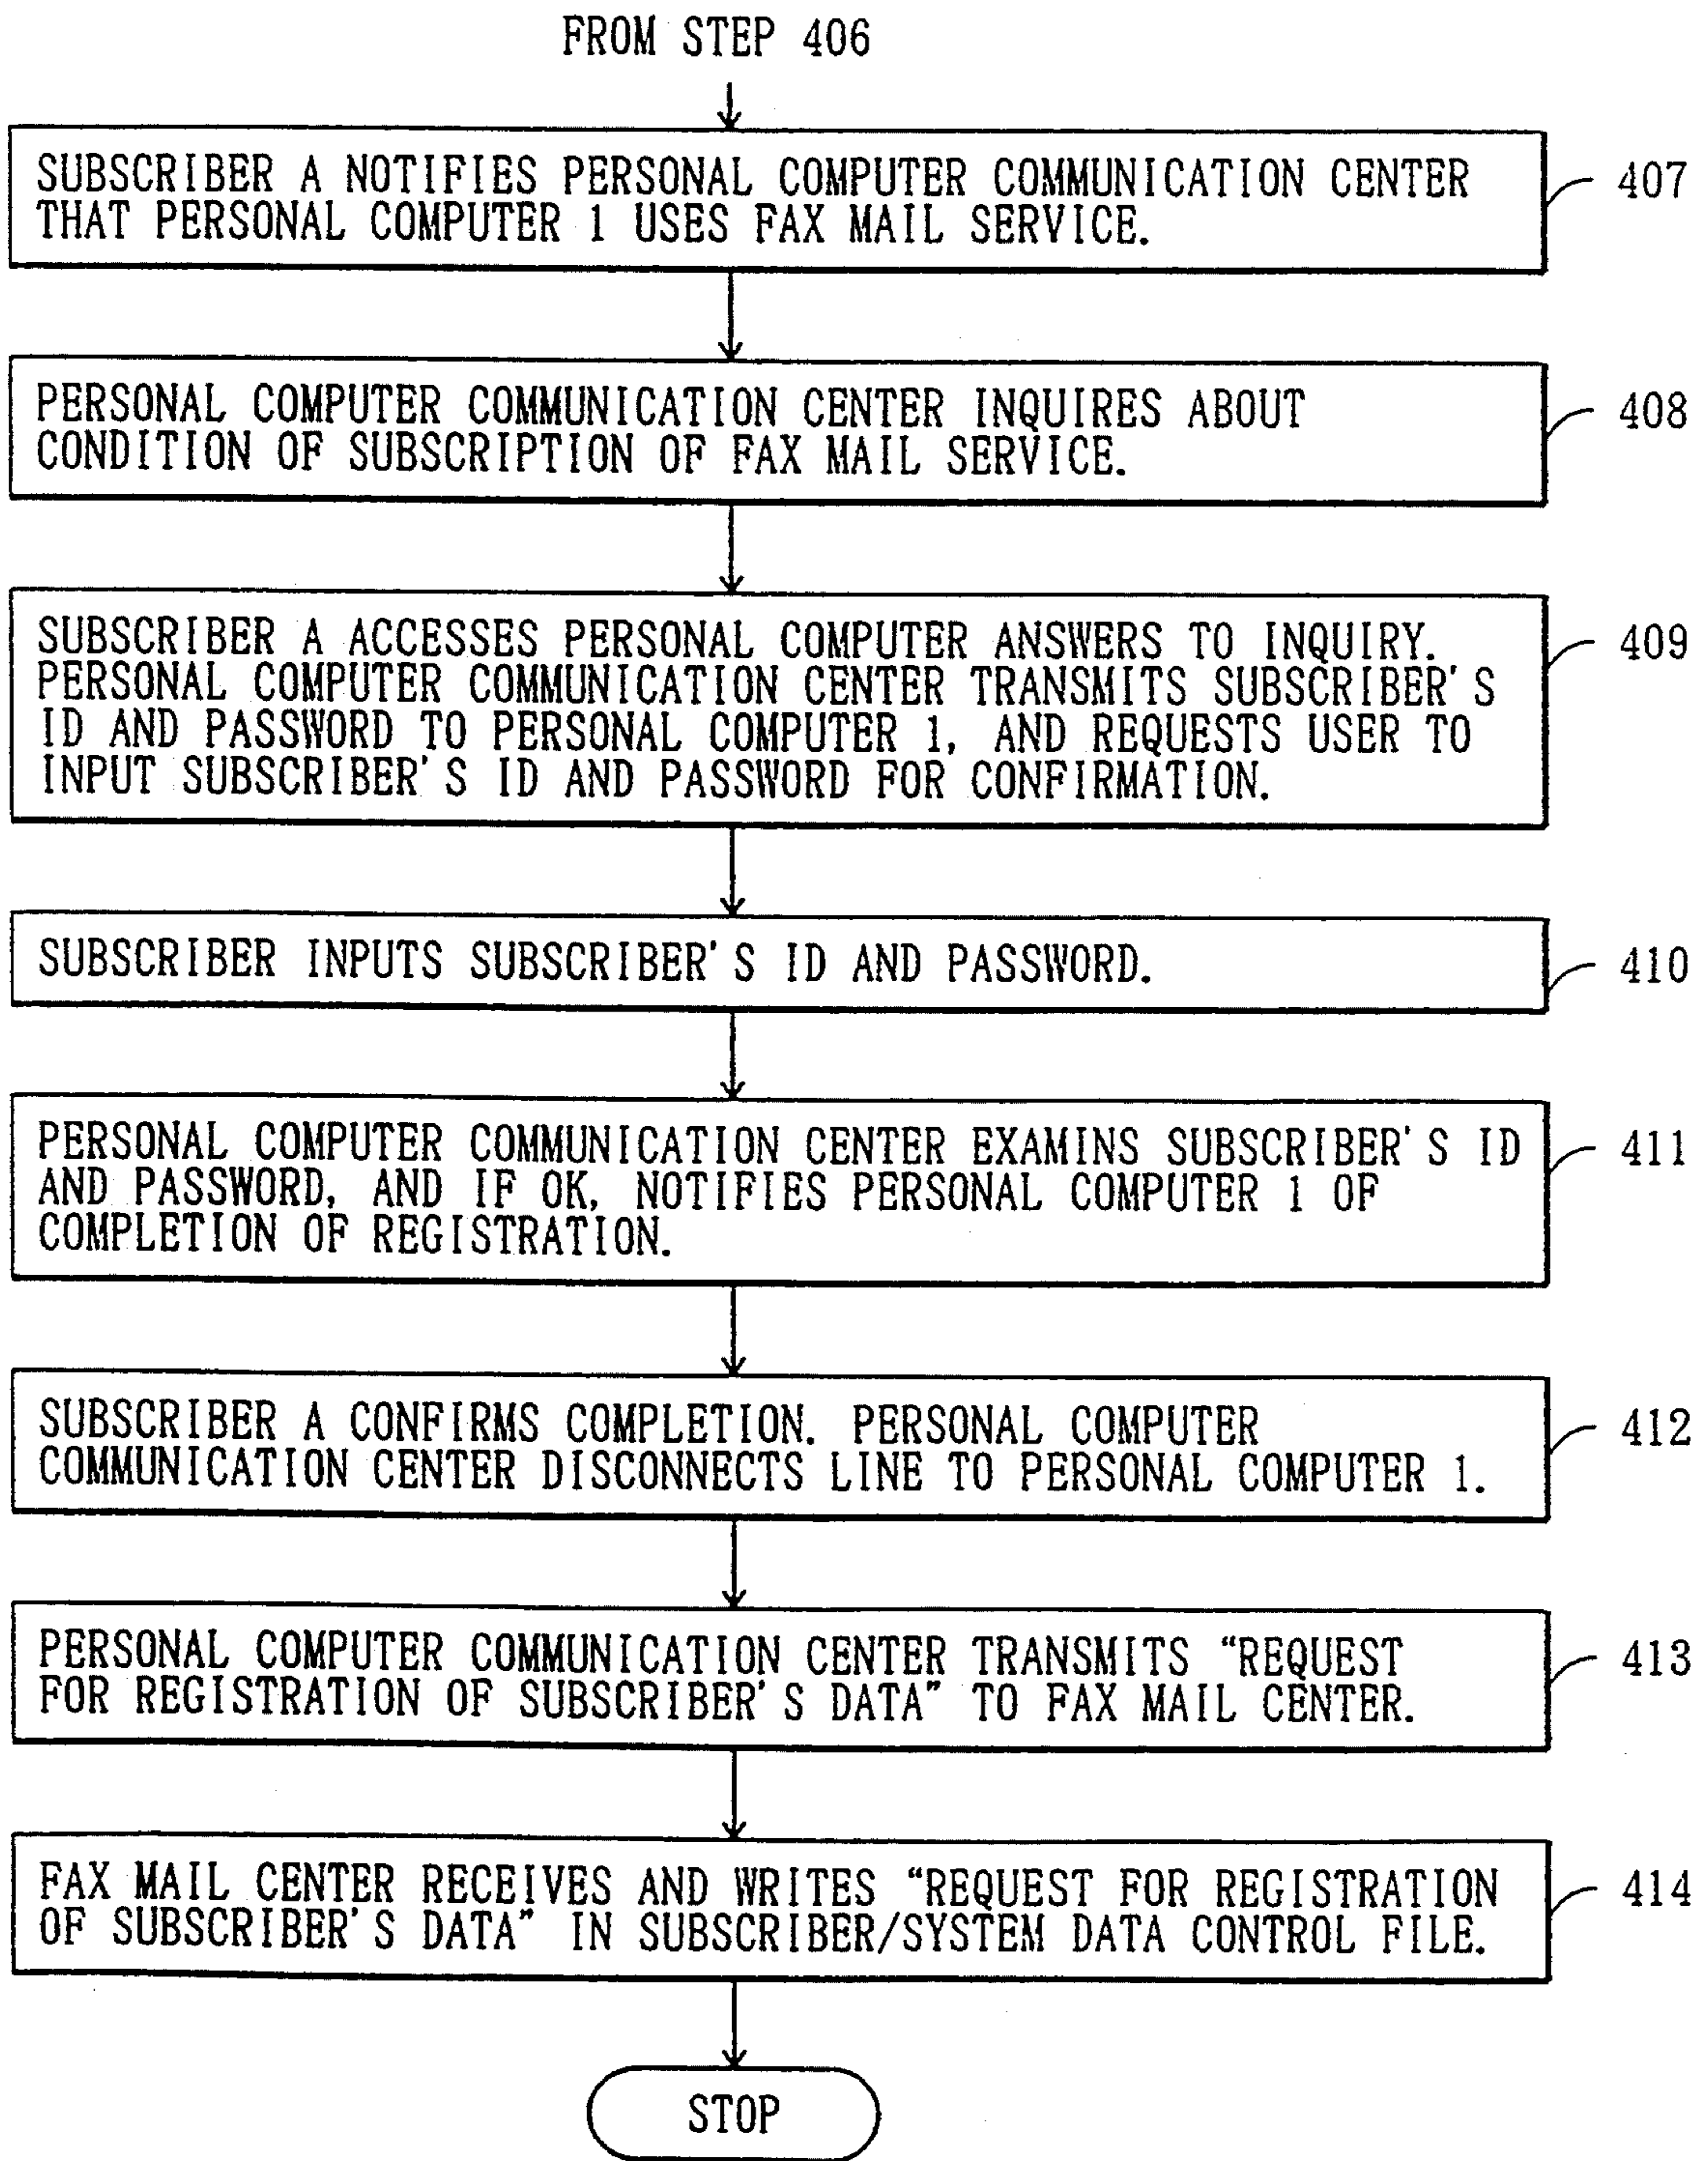 FROM STEP 406
SUBSCRIBER A NOTIFIES PERSONAL COMPUTER COMMUNICATION CENTER
THAT PERSONAL COMPUTER 1 USES FAX MAIL SERVICE.
407
PERSONAL COMPUTER COMMUNICATION CENTER INQUIRES ABOUT
CONDITION OF SUBSCRIPTION OF FAX MAIL SERVICE.
408
SUBSCRIBER A ACCESSES PERSONAL COMPUTER ANSWERS TO INQUIRY.
PERSONAL COMPUTER COMMUNICATION CENTER TRANSMITS SUBSCRIBER'S
ID AND PASSWORD TO PERSONAL COMPUTER 1, AND REQUESTS USER TO
INPUT SUBSCRIBER'S ID AND PASSWORD FOR CONFIRMATION.
409
SUBSCRIBER INPUTS SUBSCRIBER'S ID AND PASSWORD.
410
PERSONAL COMPUTER COMMUNICATION CENTER EXAMINS SUBSCRIBER'S ID
AND PASSWORD, AND IF OK, NOTIFIES PERSONAL COMPUTER 1 OF
COMPLETION OF REGISTRATION.
411
SUBSCRIBER A CONFIRMS COMPLETION. PERSONAL COMPUTER
COMMUNICATION CENTER DISCONNECTS LINE TO PERSONAL COMPUTER 1.
412
PERSONAL COMPUTER COMMUNICATION CENTER TRANSMITS “REQUEST
FOR REGISTRATION OF SUBSCRIBER'S DATA” TO FAX MAIL CENTER.
413
FAX MAIL CENTER RECEIVES AND WRITES “REQUEST FOR REGISTRATION
OF SUBSCRIBER'S DATA” IN SUBSCRIBER/SYSTEM DATA CONTROL FILE.
414
STOP